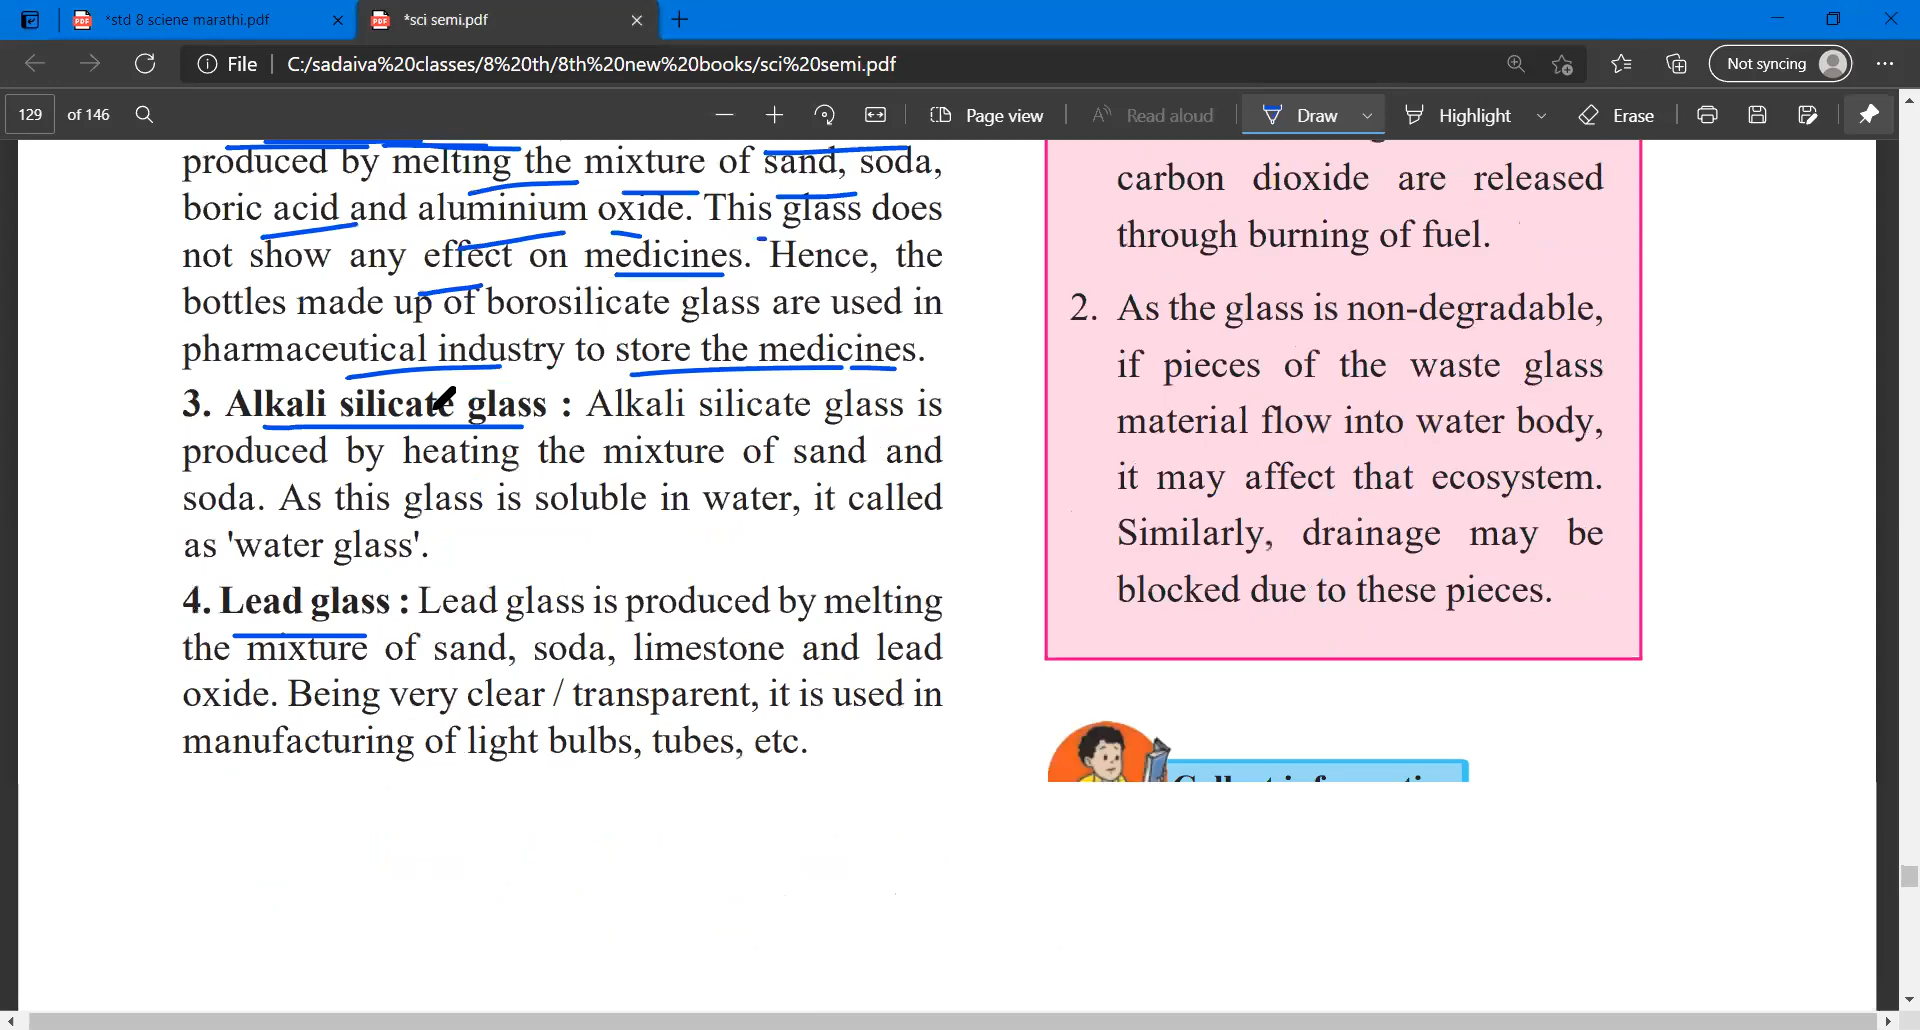 *std 8 sciene marathi.pdf
*sci semi.pdf
File
C:/sadaiva%20classes/8%20th/8th%20new%20books/sci%20semi.pdf
Not syncing
129 of 146
Page view
Read aloud
Draw
Highlight
Erase
produced by melting the mixture of sand, soda,
boric acid and aluminium oxide. This glass does
not show any effect on medicines. Hence, the
bottles made up of borosilicate glass are used in
pharmaceutical industry to store the medicines.
3. Alkali silicate glass : Alkali silicate glass is
produced by heating the mixture of sand and
soda. As this glass is soluble in water, it called
as 'water glass'.
4. Lead glass : Lead glass is produced by melting
the mixture of sand, soda, limestone and lead
oxide. Being very clear / transparent, it is used in
manufacturing of light bulbs, tubes, etc.
carbon dioxide are released
through burning of fuel.
2. As the glass is non-degradable,
if pieces of the waste glass
material flow into water body,
it may affect that ecosystem.
Similarly, drainage may be
blocked due to these pieces.